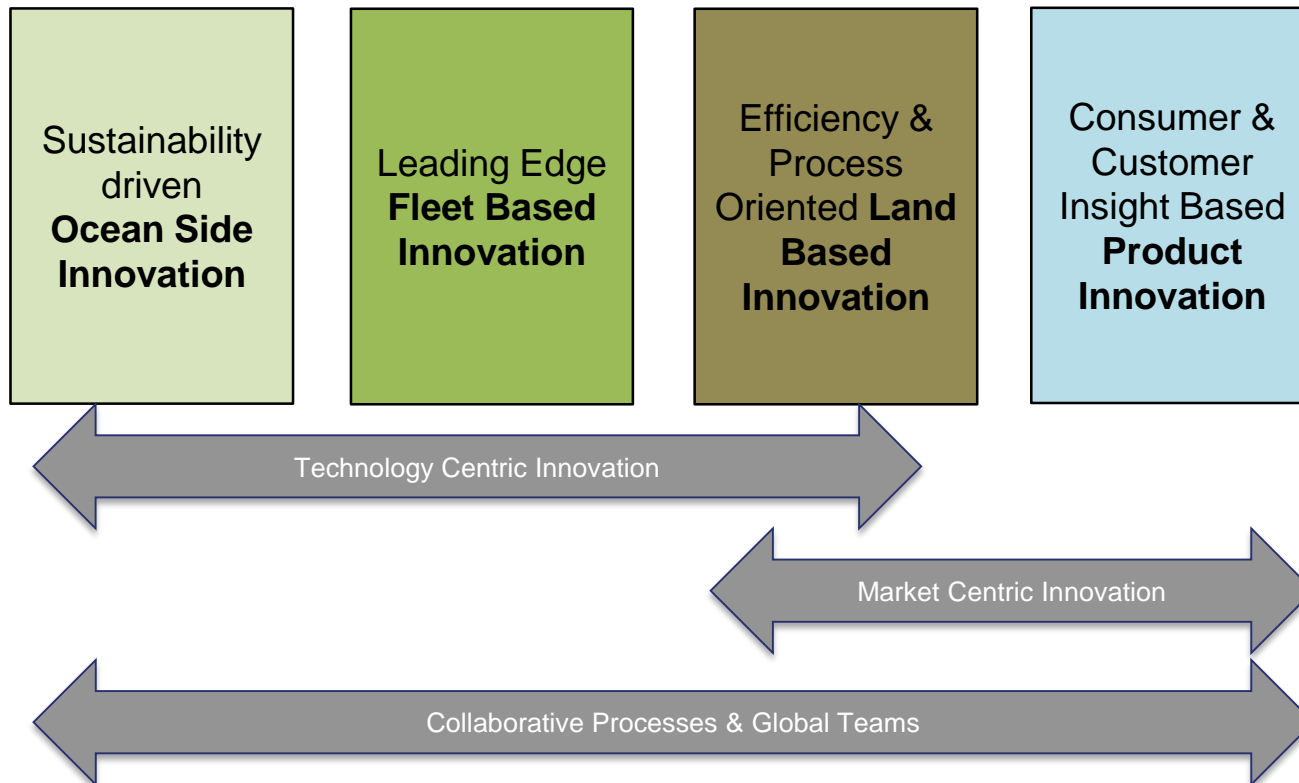 Sustainability
driven
Ocean Side
Innovation
Leading Edge
Fleet Based
Innovation
Efficiency &
Process
Oriented Land
Based
Innovation
Consumer &
Customer
Insight Based
Product
Innovation
Technology Centric Innovation
Market Centric Innovation
Collaborative Processes & Global Teams